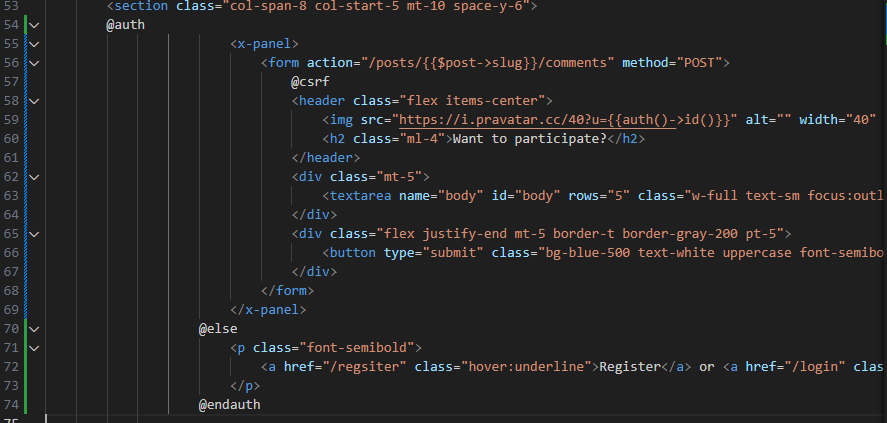 53 <section class="col-span-8 col-start-5 mt-10 space-y-6">
54 @auth
55 <x-panel>
56 <form action="/posts/{{$post->slug}}/comments" method="POST">
57 @csrf
58 <header class="flex items-center">
59 <img src="https://i.pravatar.cc/40?u={{auth()->id()}}" alt="" width="40"
60 <h2 class="ml-4">Want to participate?</h2>
61 </header>
62 <div class="mt-5">
63 <textarea name="body" id="body" rows="5" class="w-full text-sm focus:outl
64 </div>
65 <div class="flex justify-end mt-5 border-t border-gray-200 pt-5">
66 <button type="submit" class="bg-blue-500 text-white uppercase font-semibo
67 </div>
68 </form>
69 </x-panel>
70 @else
71 <p class="font-semibold">
72 <a href="/regsiter" class="hover:underline">Register</a> or <a href="/login" clas
73 </p>
74 @endauth
75